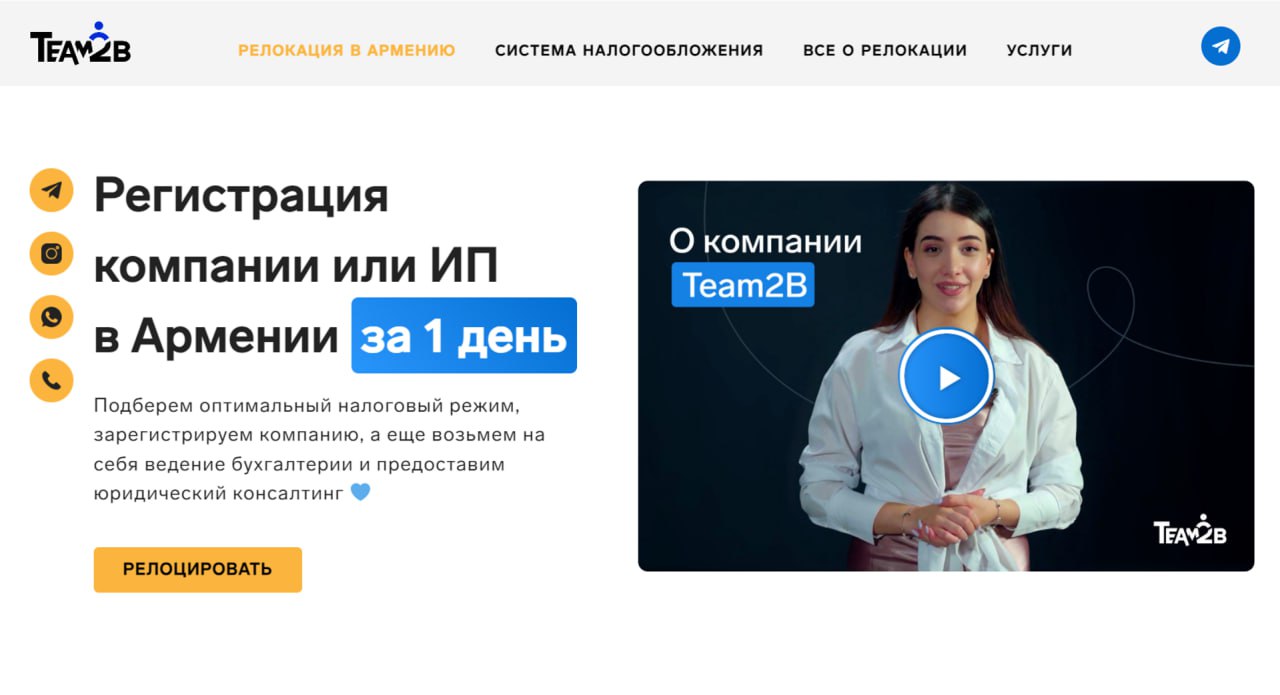 TEAM2B
РЕЛОКАЦИЯ В АРМЕНИЮ
СИСТЕМА НАЛОГООБЛОЖЕНИЯ
ВСЕ О РЕЛОКАЦИИ
УСЛУГИ
Регистрация
компании или ИП
в Армении за 1 день
Подберем оптимальный налоговый режим,
зарегистрируем компанию, а еще возьмем на
себя ведение бухгалтерии и предоставим
юридический консалтинг 💙
РЕЛОЦИРОВАТЬ
О компании
Team2B
TEAM2B